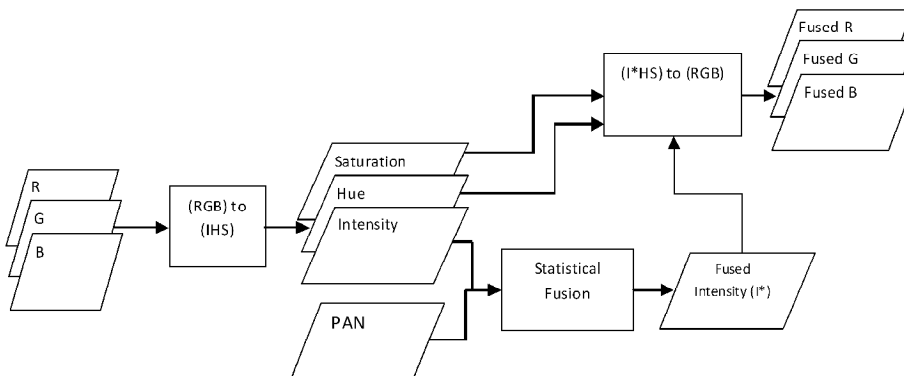 R
G
B
(RGB) to
(IHS)
Saturation
Hue
Intensity
PAN
Statistical
Fusion
Fused
Intensity (I*)
(I*HS) to (RGB)
Fused R
Fused G
Fused B